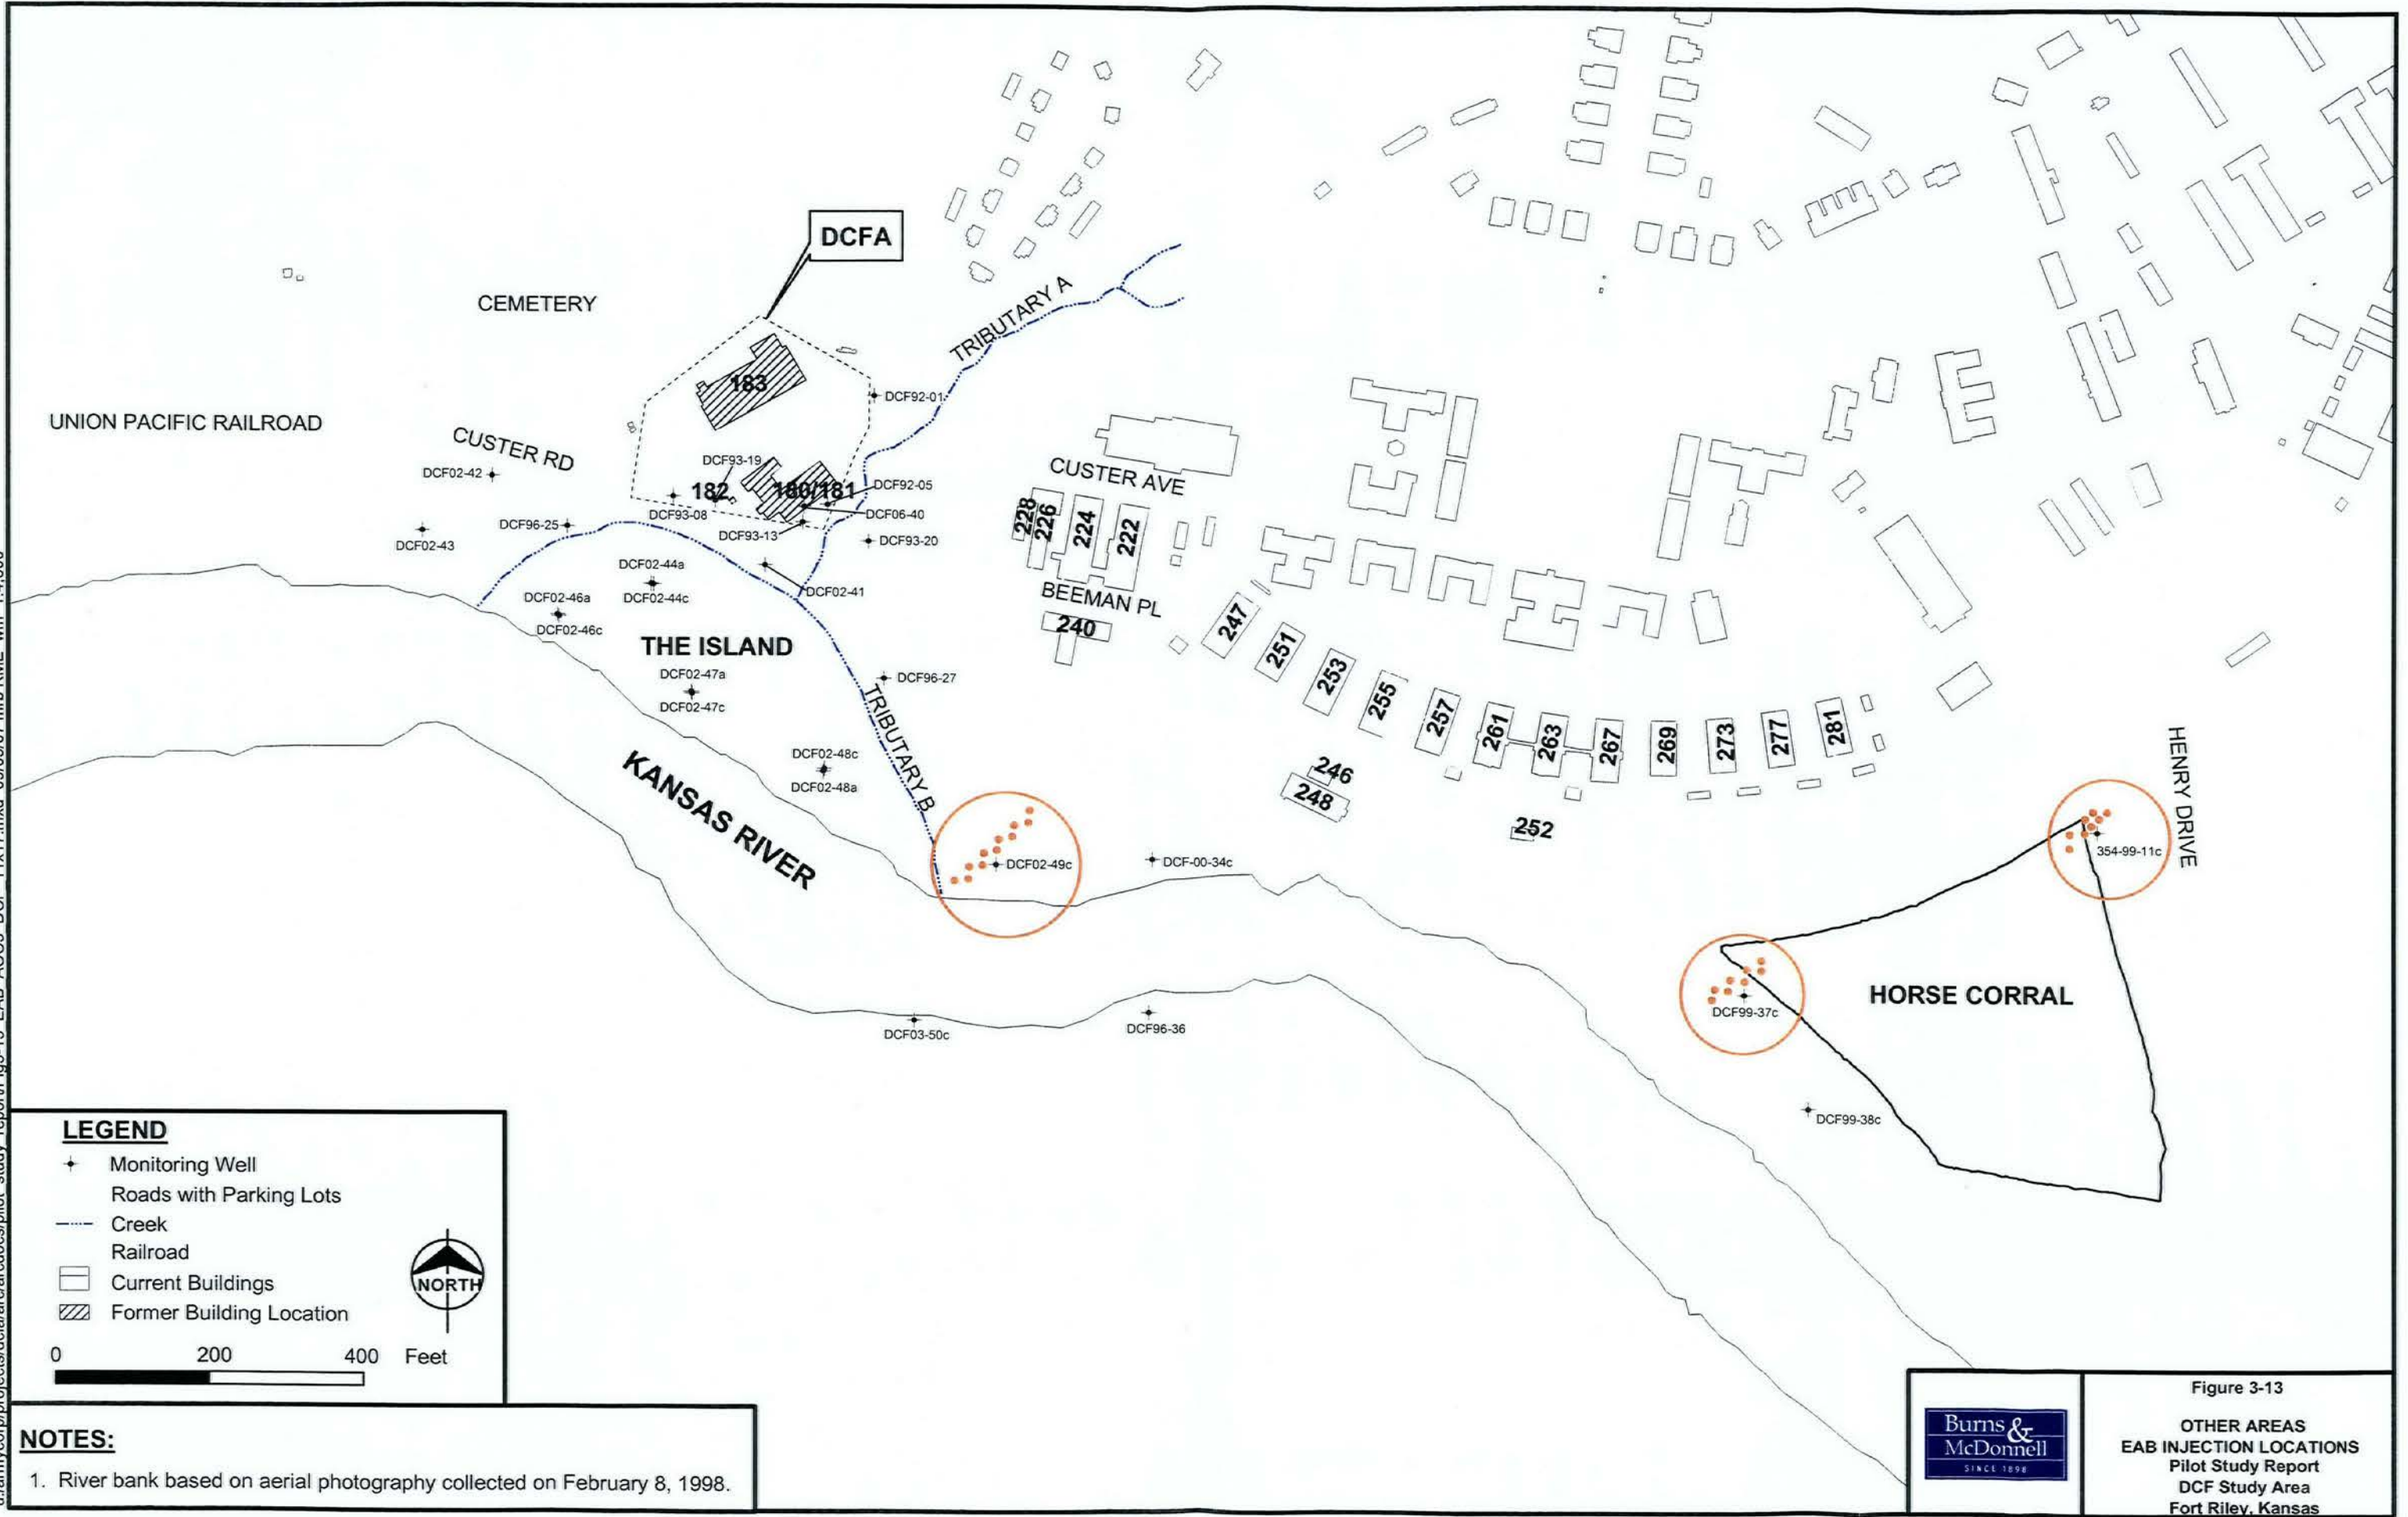 DCFA
CEMETERY
TRIBUTARY A
183
DCF92-01
UNION PACIFIC RAILROAD
CUSTER RD
DCF02-42
DCF93-19
182
180/181
DCF92-05
DCF93-08
DCF06-40
DCF93-13
DCF93-20
DCF96-25
DCF02-43
DCF02-44a
DCF02-44c
DCF02-41
DCF02-46a
DCF02-46c
THE ISLAND
DCF02-47a
DCF02-47c
DCF96-27
TRIBUTARY B
DCF02-48c
DCF02-48a
KANSAS RIVER
DCF02-49c
DCF-00-34c
DCF03-50c
DCF96-36
CUSTER AVE
228
226
224
222
BEEMAN PL
240
247
251
253
255
257
261
263
267
269
273
277
281
246
248
252
HENRY DRIVE
354-99-11c
DCF99-37c
HORSE CORRAL
DCF99-38c
LEGEND
Monitoring Well
Roads with Parking Lots
Creek
Railroad
Current Buildings
Former Building Location
NORTH
0 200 400 Feet
NOTES:
1. River bank based on aerial photography collected on February 8, 1998.
Burns &
McDonnell
SINCE 1898
Figure 3-13
OTHER AREAS
EAB INJECTION LOCATIONS
Pilot Study Report
DCF Study Area
Fort Riley, Kansas